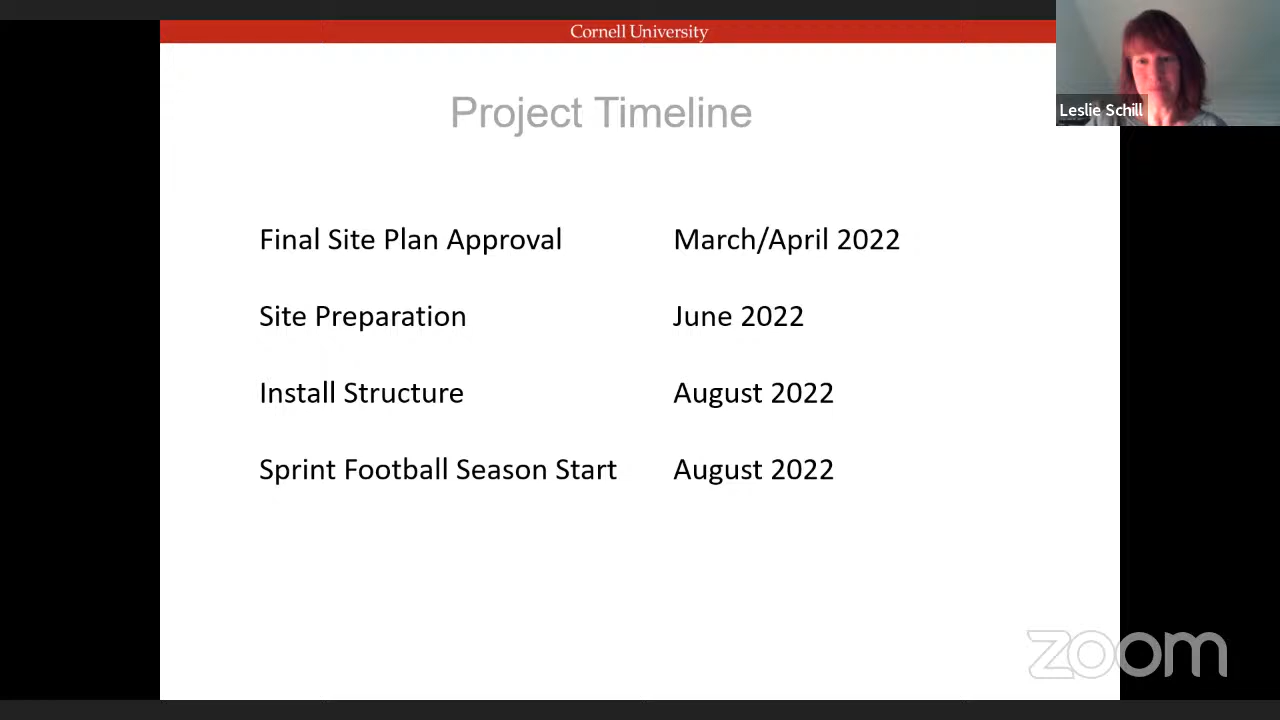 Cornell University
Leslie Schill
Project Timeline
Final Site Plan Approval March/April 2022
Site Preparation June 2022
Install Structure August 2022
Sprint Football Season Start August 2022
zoom